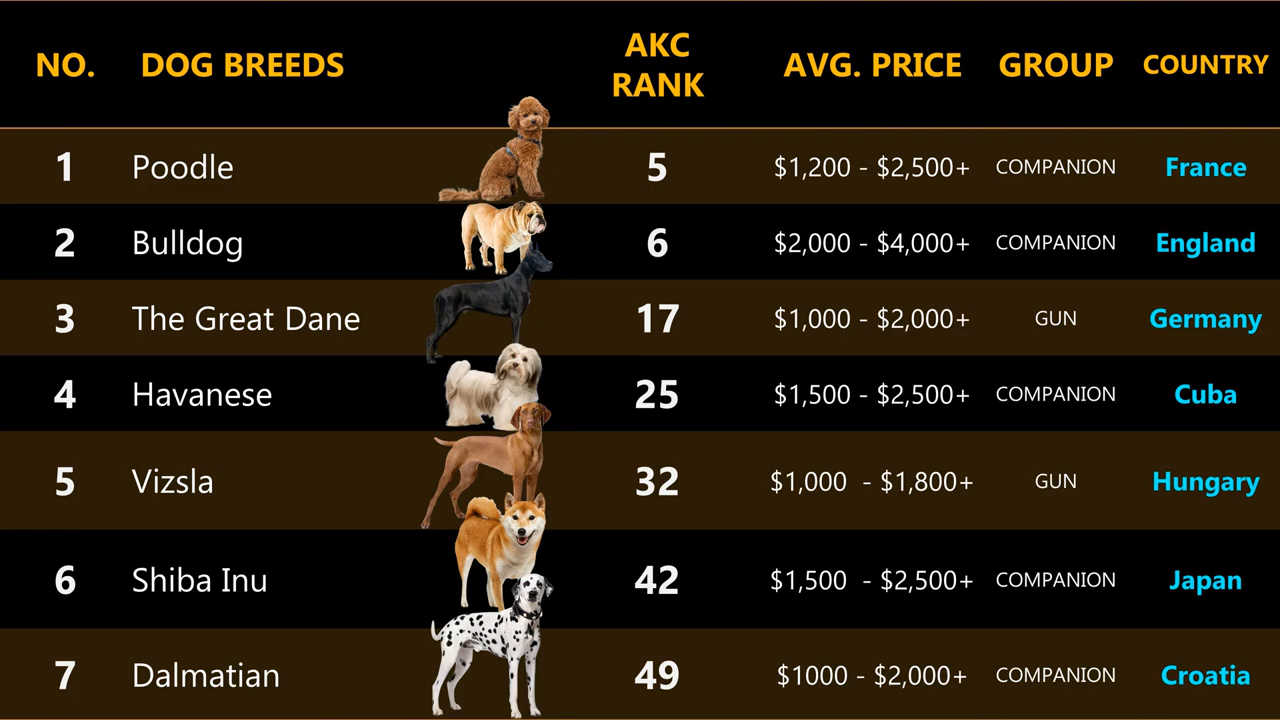 NO. DOG BREEDS AKC RANK AVG. PRICE GROUP COUNTRY
1 Poodle 5 $1,200 - $2,500+ COMPANION France
2 Bulldog 6 $2,000 - $4,000+ COMPANION England
3 The Great Dane 17 $1,000 - $2,000+ GUN Germany
4 Havanese 25 $1,500 - $2,500+ COMPANION Cuba
5 Vizsla 32 $1,000 - $1,800+ GUN Hungary
6 Shiba Inu 42 $1,500 - $2,500+ COMPANION Japan
7 Dalmatian 49 $1000 - $2,000+ COMPANION Croatia